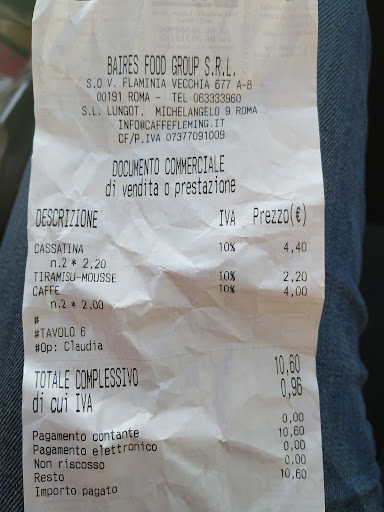 BAIRES FOOD GROUP S.R.L.
S.O V. FLAMINIA VECCHIA 677 A-B
00191 ROMA - TEL 063333960
S.L. LUNGOT. MICHELANGELO 9 ROMA
INFO@CAFFEFLEMING.IT
CF/P.IVA 07377091009
DOCUMENTO COMMERCIALE
di vendita o prestazione
DESCRIZIONE IVA Prezzo(€)
CASSATINA 10% 4,40
n.2 * 2,20
TIRAMISU-MOUSSE 10% 2,20
CAFFE 10% 4,00
n.2 * 2,00
#
#TAVOLO 6
#Op: Claudia
TOTALE COMPLESSIVO 10,60
di cui IVA 0,96
Pagamento contante 0,00
Pagamento elettronico 10,60
Non riscosso 0,00
Resto 0,00
Importo pagato 10,60